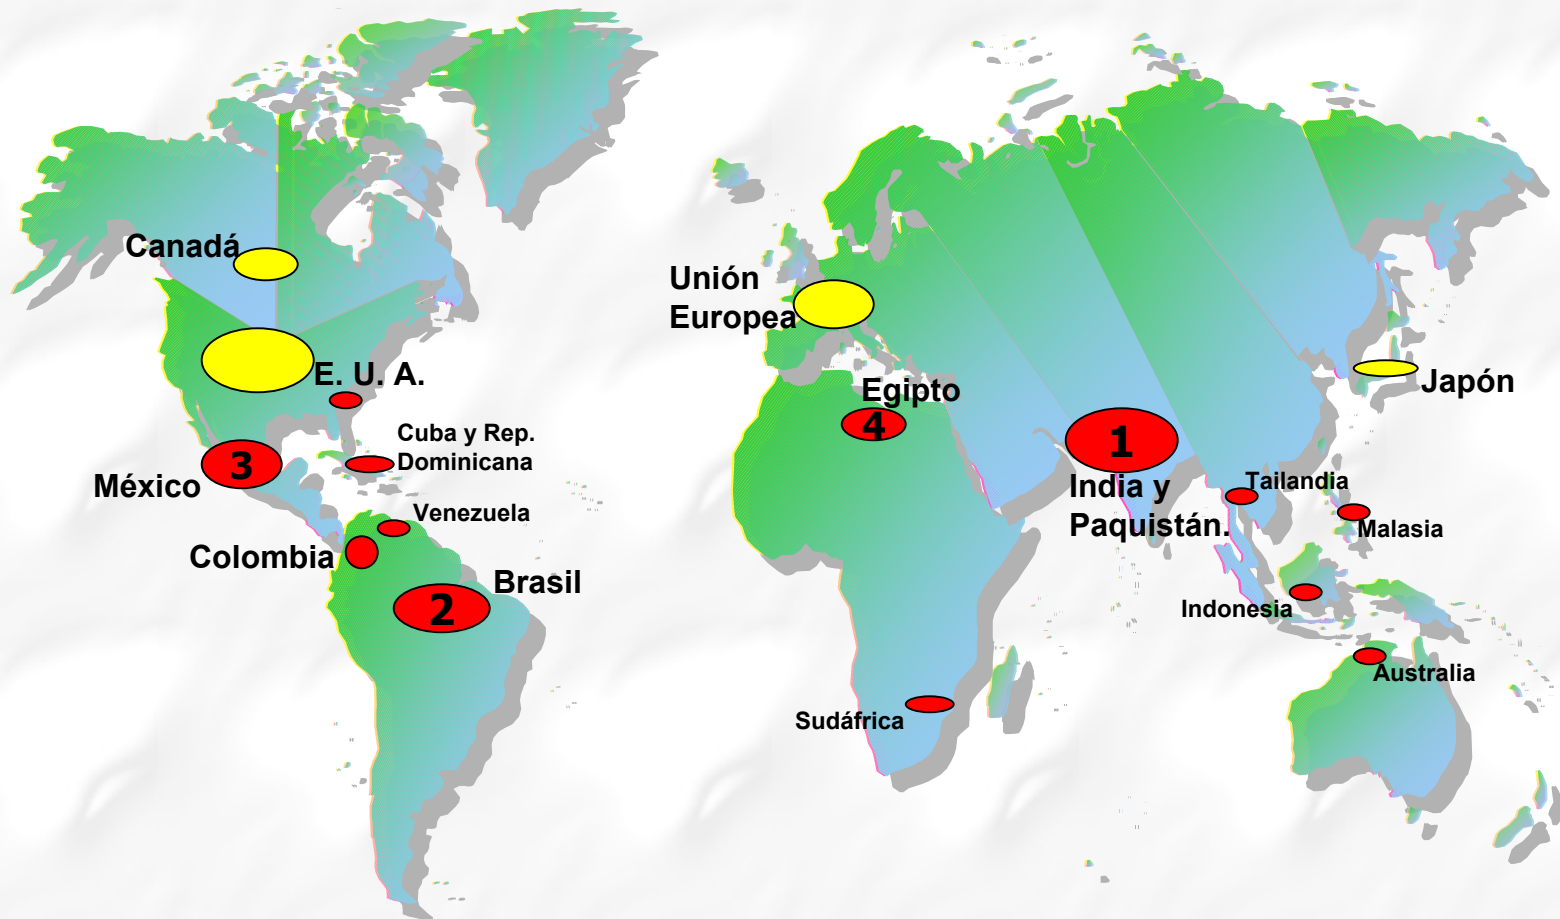 Canadá
Unión
Europea
E. U. A.
Japón
Egipto
4
Cuba y Rep.
Dominicana
1
3
México
India y
Paquistán.
Tailandia
Venezuela
Malasia
Colombia
Brasil
2
Indonesia
Australia
Sudáfrica